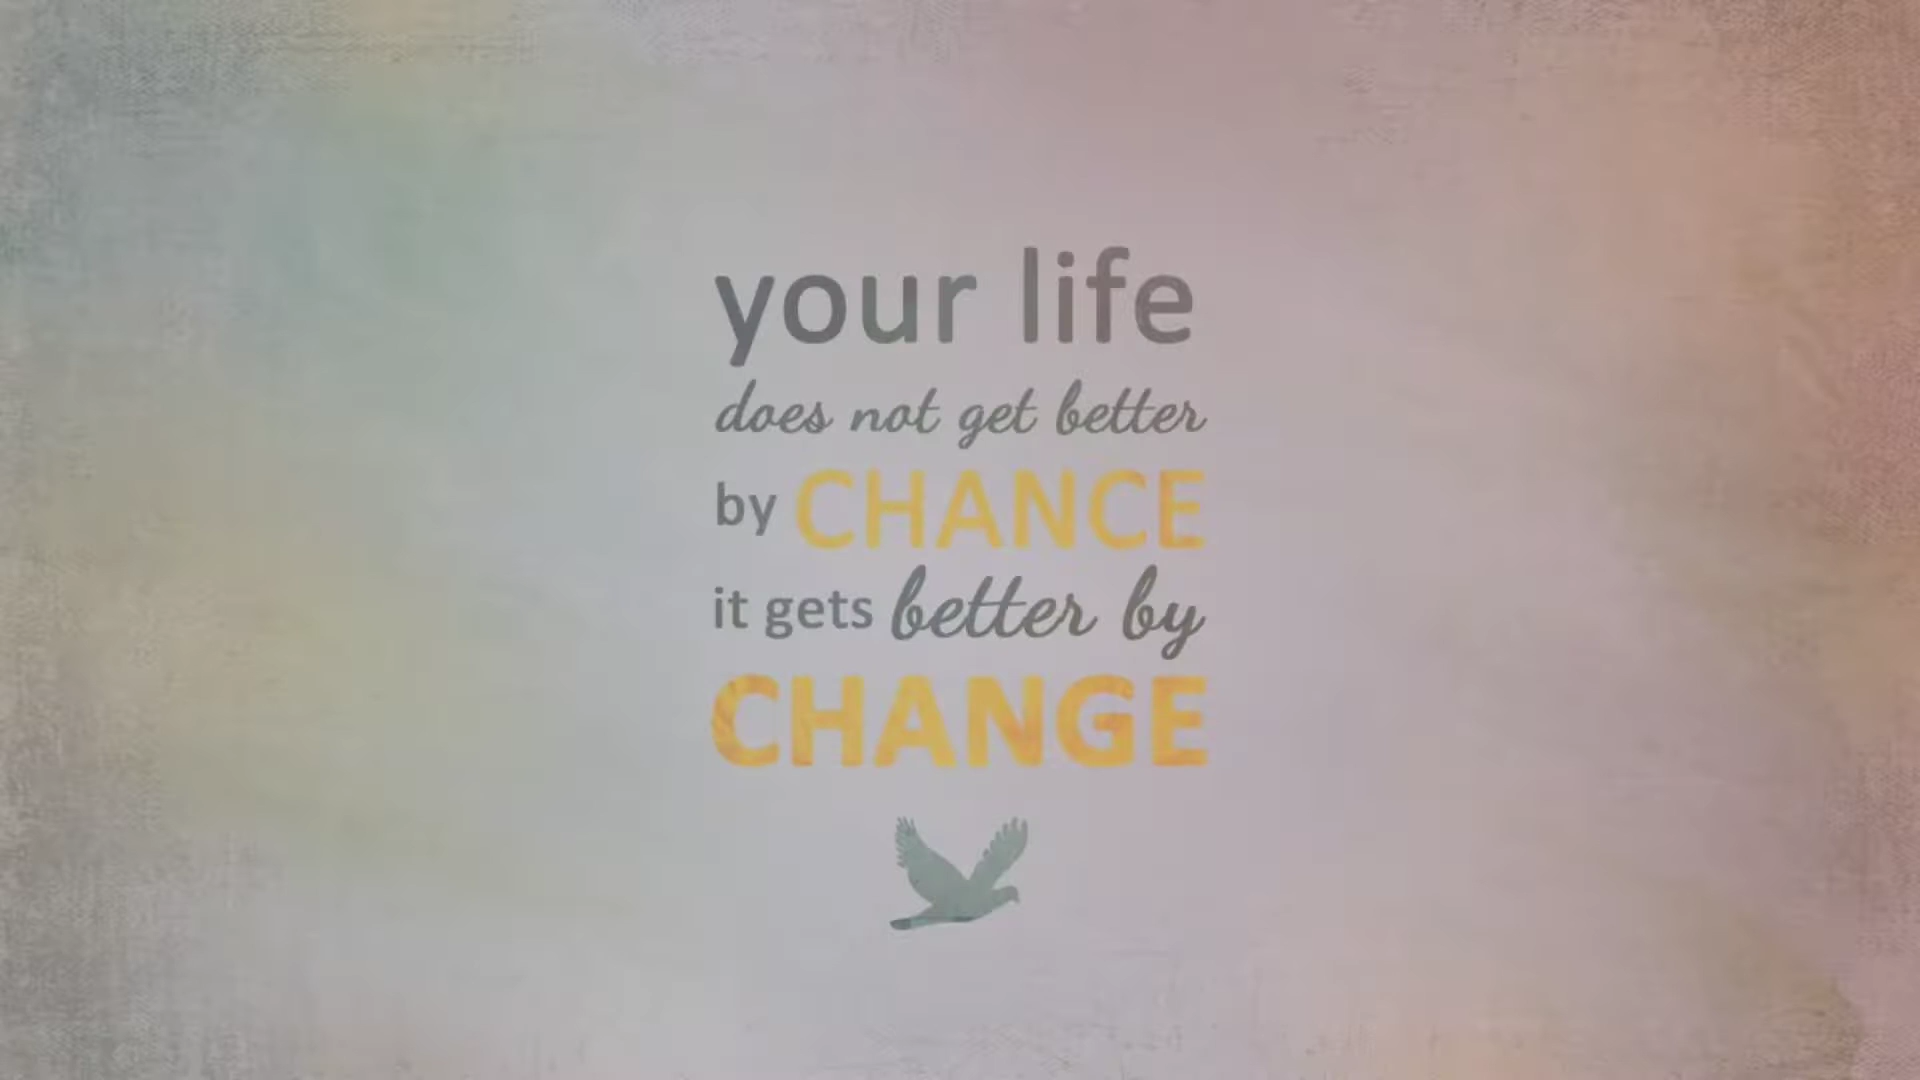 your life
does not get better
by CHANCE
it gets better by
CHANGE